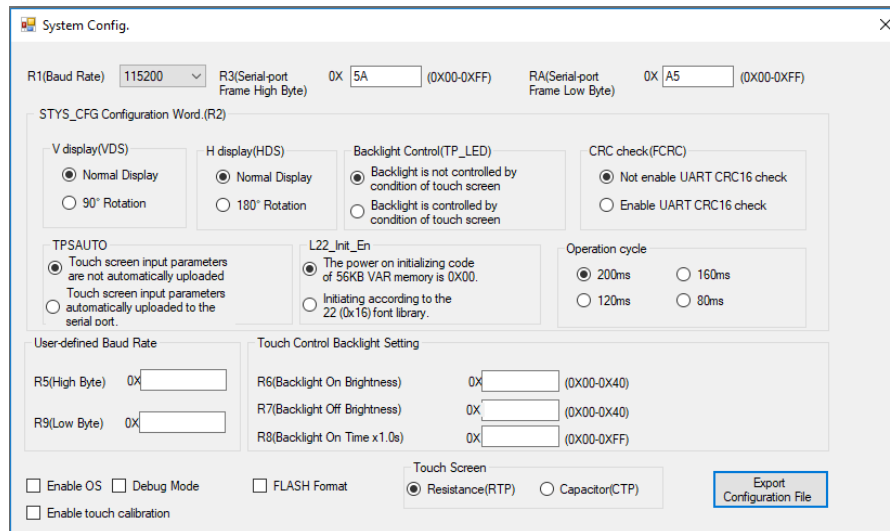 System Config.
R1(Baud Rate) 115200 R3(Serial-port Frame High Byte) 0X 5A (0X00-0XFF) RA(Serial-port Frame Low Byte) 0X A5 (0X00-0XFF)
STYS_CFG Configuration Word.(R2)
V display(VDS)
Normal Display
90° Rotation
H display(HDS)
Normal Display
180° Rotation
Backlight Control(TP_LED)
Backlight is not controlled by
condition of touch screen
Backlight is controlled by
condition of touch screen
CRC check(FCRC)
Not enable UART CRC16 check
Enable UART CRC16 check
TPSAUTO
Touch screen input parameters
are not automatically uploaded
Touch screen input parameters
automatically uploaded to the
serial port.
L22_Init_En
The power on initializing code
of 56KB VAR memory is 0X00.
Initiating according to the
22 (0x16) font library.
Operation cycle
200ms 160ms
120ms 80ms
User-defined Baud Rate
R5(High Byte) 0X
R9(Low Byte) 0X
Touch Control Backlight Setting
R6(Backlight On Brightness) 0X (0X00-0X40)
R7(Backlight Off Brightness) 0X (0X00-0X40)
R8(Backlight On Time x1.0s) 0X (0X00-0XFF)
Enable OS Debug Mode FLASH Format
Enable touch calibration
Touch Screen
Resistance(RTP) Capacitor(CTP)
Export
Configuration File